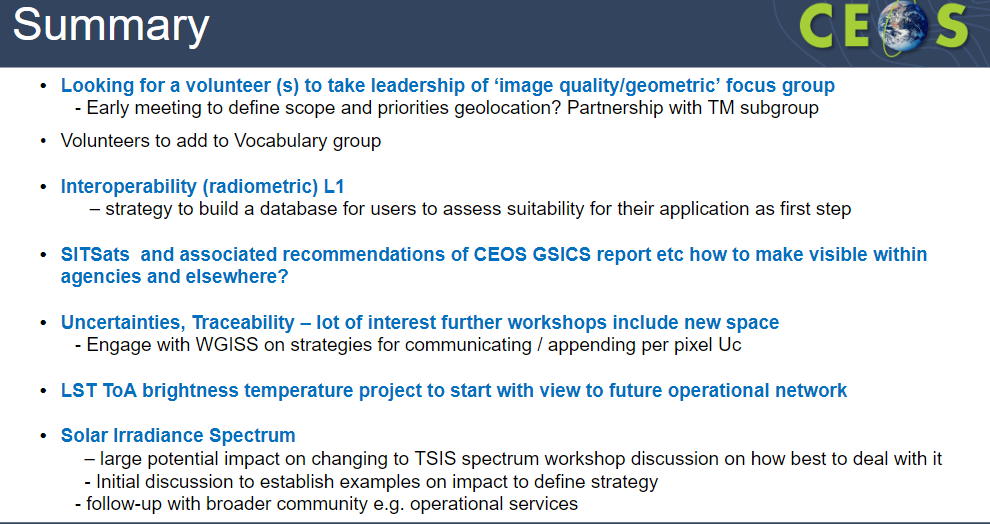 Summary
CEOS
• Looking for a volunteer (s) to take leadership of ‘image quality/geometric’ focus group
- Early meeting to define scope and priorities geolocation? Partnership with TM subgroup
• Volunteers to add to Vocabulary group
• Interoperability (radiometric) L1
– strategy to build a database for users to assess suitability for their application as first step
• SITSats  and associated recommendations of CEOS GSICS report etc how to make visible within
agencies and elsewhere?
• Uncertainties, Traceability – lot of interest further workshops include new space
- Engage with WGISS on strategies for communicating / appending per pixel Uc
• LST ToA brightness temperature project to start with view to future operational network
• Solar Irradiance Spectrum
– large potential impact on changing to TSIS spectrum workshop discussion on how best to deal with it
- Initial discussion to establish examples on impact to define strategy
- follow-up with broader community e.g. operational services